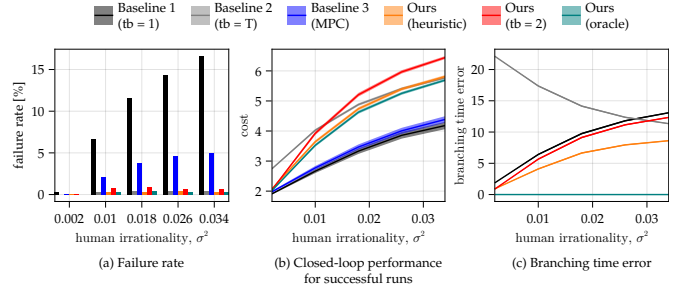 Baseline 1 Baseline 2 Baseline 3 Ours Ours Ours
(tb = 1) (tb = T) (MPC) (heuristic) (tb = 2) (oracle)
failure rate [%]
15
10
5
0
0.002 0.01 0.018 0.026 0.034
human irrationality, σ²
(a) Failure rate
cost
6
5
4
3
2
0.01 0.02 0.03
human irrationality, σ²
(b) Closed-loop performance
for successful runs
branching time error
20
15
10
5
0
0.01 0.02 0.03
human irrationality, σ²
(c) Branching time error